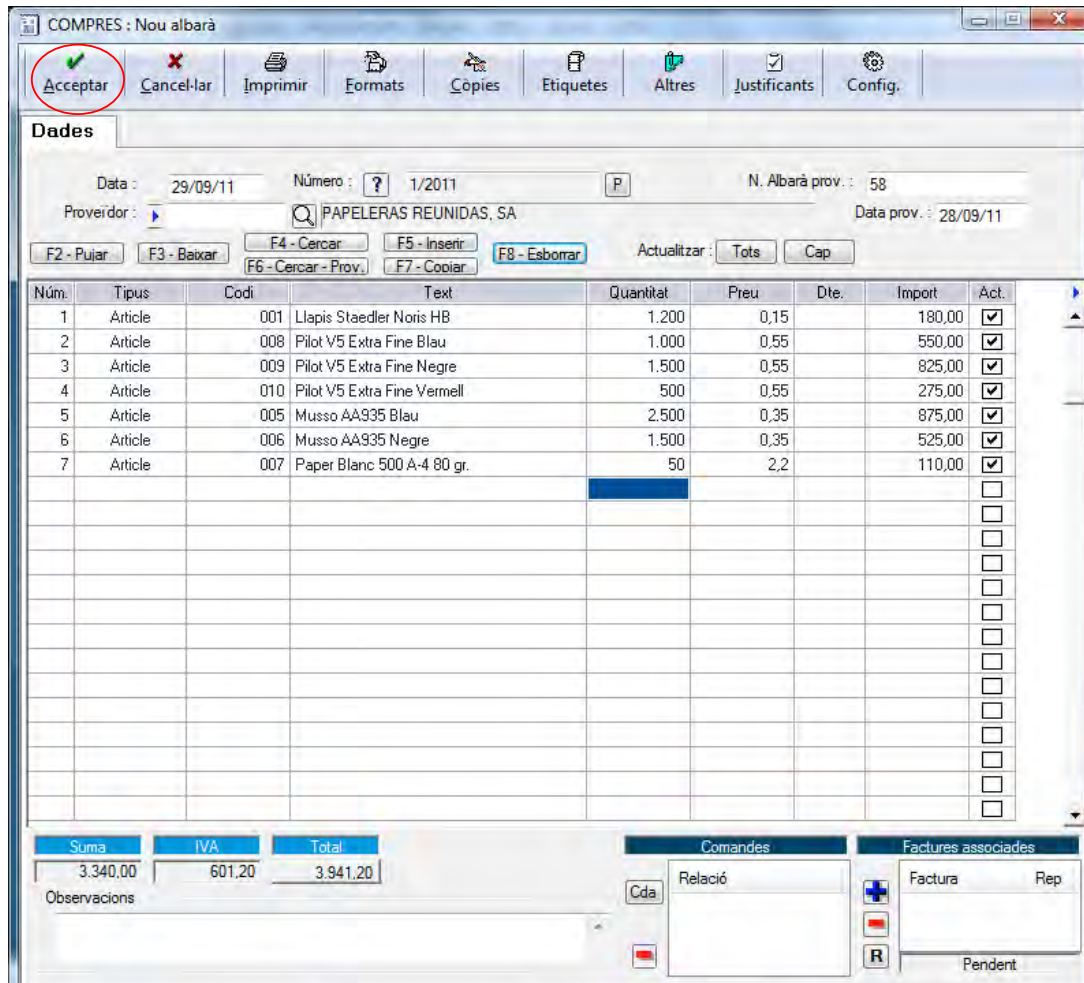 COMPRES : Nou albarà
Acceptar Cancel·lar Imprimir Formats Còpies Etiquetes Altres Justificants Config.
Dades
Data : 29/09/11 Número : ? 1/2011 P N. Albarà prov. : 58
Proveïdor : PAPELERAS REUNIDAS, SA Data prov. : 28/09/11
F2 - Pujar F3 - Baixar F4 - Cercar F5 - Inserir F8 - Esborrar Actualitzar : Tots Cap
F6 - Cercar - Prov. F7 - Copiar
Núm. Tipus Codi Text Quantitat Preu Dte. Import Act.
1 Article 001 Llapis Staedler Noris HB 1.200 0,15 180,00
2 Article 008 Pilot V5 Extra Fine Blau 1.000 0,55 550,00
3 Article 009 Pilot V5 Extra Fine Negre 1.500 0,55 825,00
4 Article 010 Pilot V5 Extra Fine Vermell 500 0,55 275,00
5 Article 005 Musso AA935 Blau 2.500 0,35 875,00
6 Article 006 Musso AA935 Negre 1.500 0,35 525,00
7 Article 007 Paper Blanc 500 A-4 80 gr. 50 2,2 110,00
Suma IVA Total Comandes Factures associades
3.340,00 601,20 3.941,20 Relació Factura Rep
Observacions Cda
R Pendent